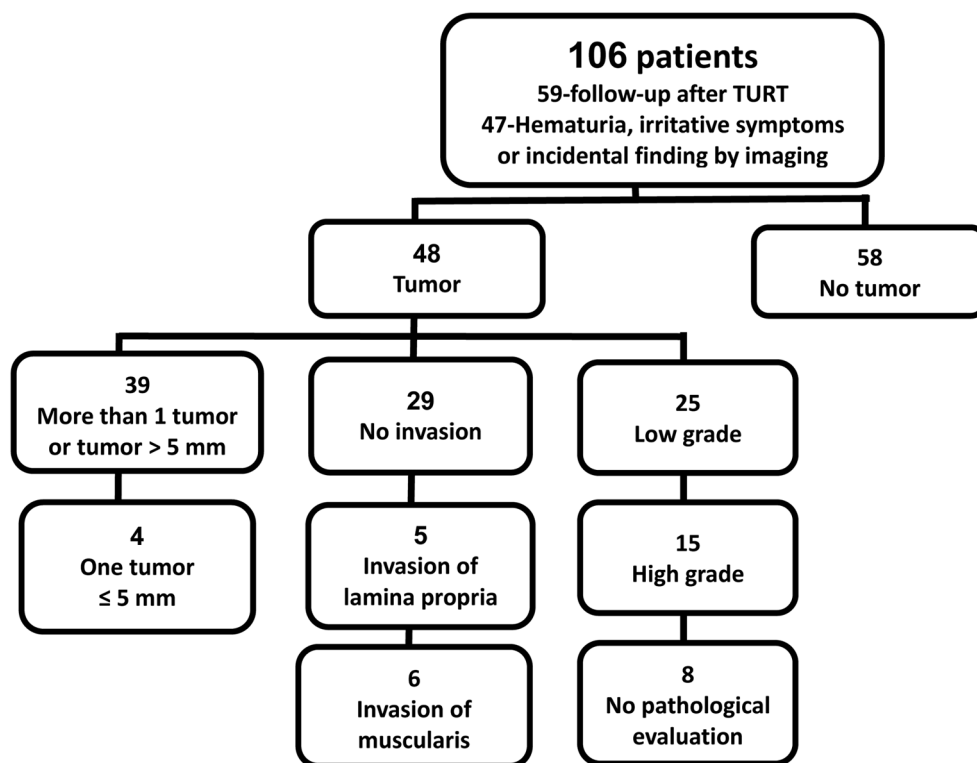 106 patients
59-follow-up after TURT
47-Hematuria, irritative symptoms
or incidental finding by imaging
48
Tumor
58
No tumor
39
More than 1 tumor
or tumor > 5 mm
29
No invasion
25
Low grade
4
One tumor
≤ 5 mm
5
Invasion of
lamina propria
15
High grade
6
Invasion of
muscularis
8
No pathological
evaluation